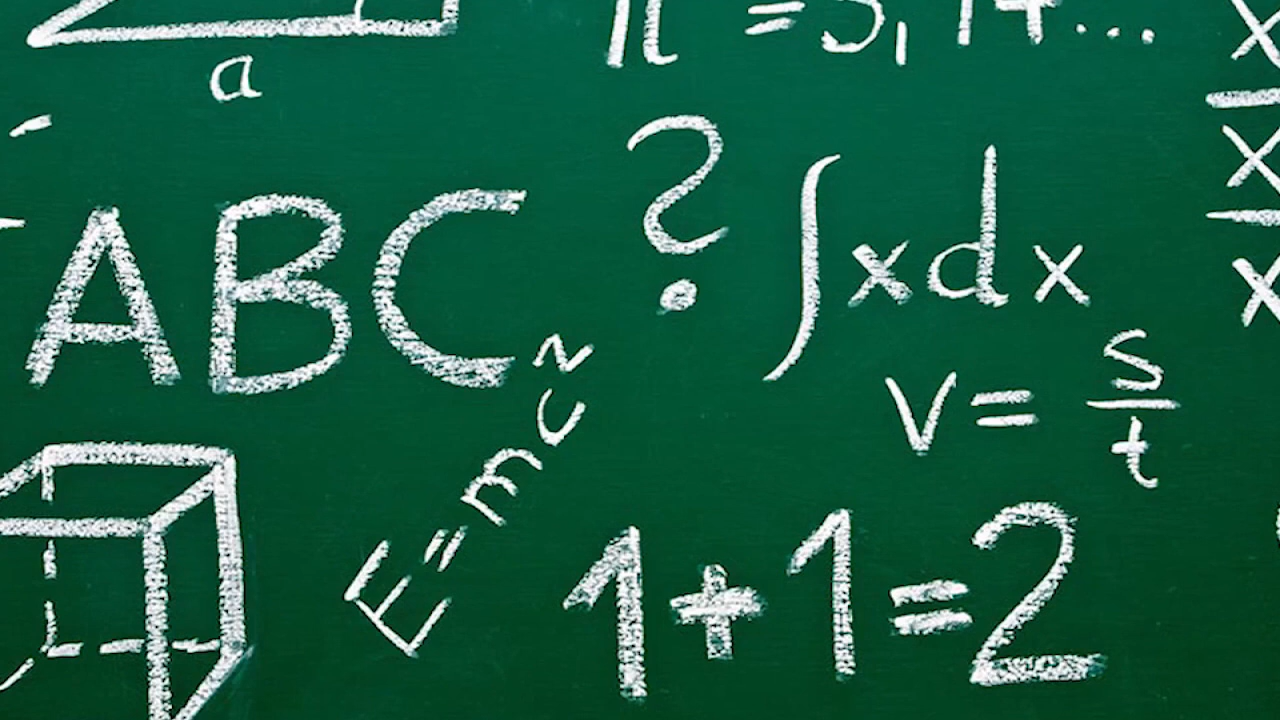 a
π = 3,14...
ABC
?
∫xdx
v = s/t
E=mc²
1+1=2
x
x
x